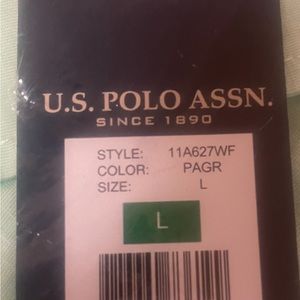 U.S. POLO ASSN.
SINCE 1890
STYLE: 11A627WF
COLOR: PAGR
SIZE: L
L